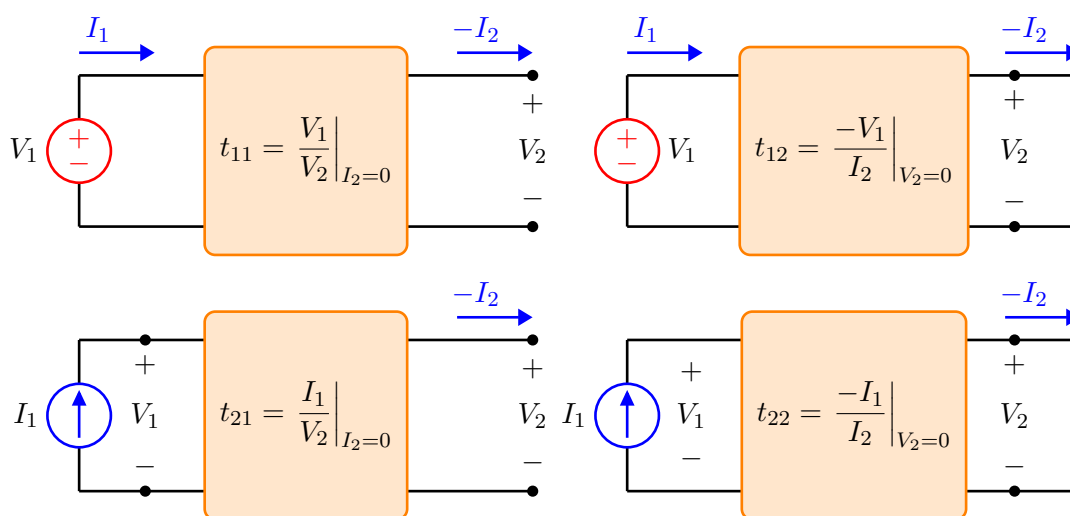 I₁ −I₂ I₁ −I₂
V₁ + − t₁₁ = V₁/V₂ |I₂=0 + V₂ − + − V₁ t₁₂ = −V₁/I₂ |V₂=0 + V₂ −
−I₂ −I₂
I₁ + V₁ − t₂₁ = I₁/V₂ |I₂=0 + V₂ − I₁ + V₁ − t₂₂ = −I₁/I₂ |V₂=0 + V₂ −